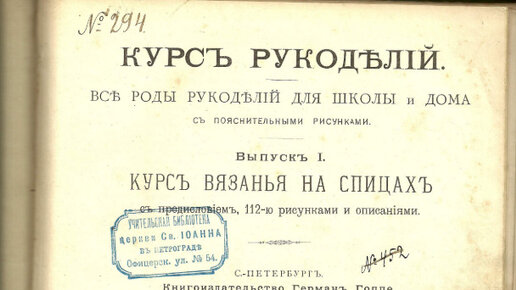 № 294.
КУРСЪ РУКОДѢЛІЙ.
ВСѢ РОДЫ РУКОДѢЛІЙ ДЛЯ ШКОЛЫ и ДОМА
СЪ ПОЯСНИТЕЛЬНЫМИ РИСУНКАМИ.
Выпускъ I.
КУРСЪ ВЯЗАНЬЯ НА СПИЦАХЪ
съ предисловіемъ, 112-ю рисунками и описаніями.
УЧИТЕЛЬСКАЯ БИБЛІОТЕКА
церкви Св. ІОАННА
ВЪ ПЕТРОГРАДѢ
Офицерск. ул. № 54.
№ 452
С-ПЕТЕРБУРГЪ.
Книгоиздательство Германъ Гоппе